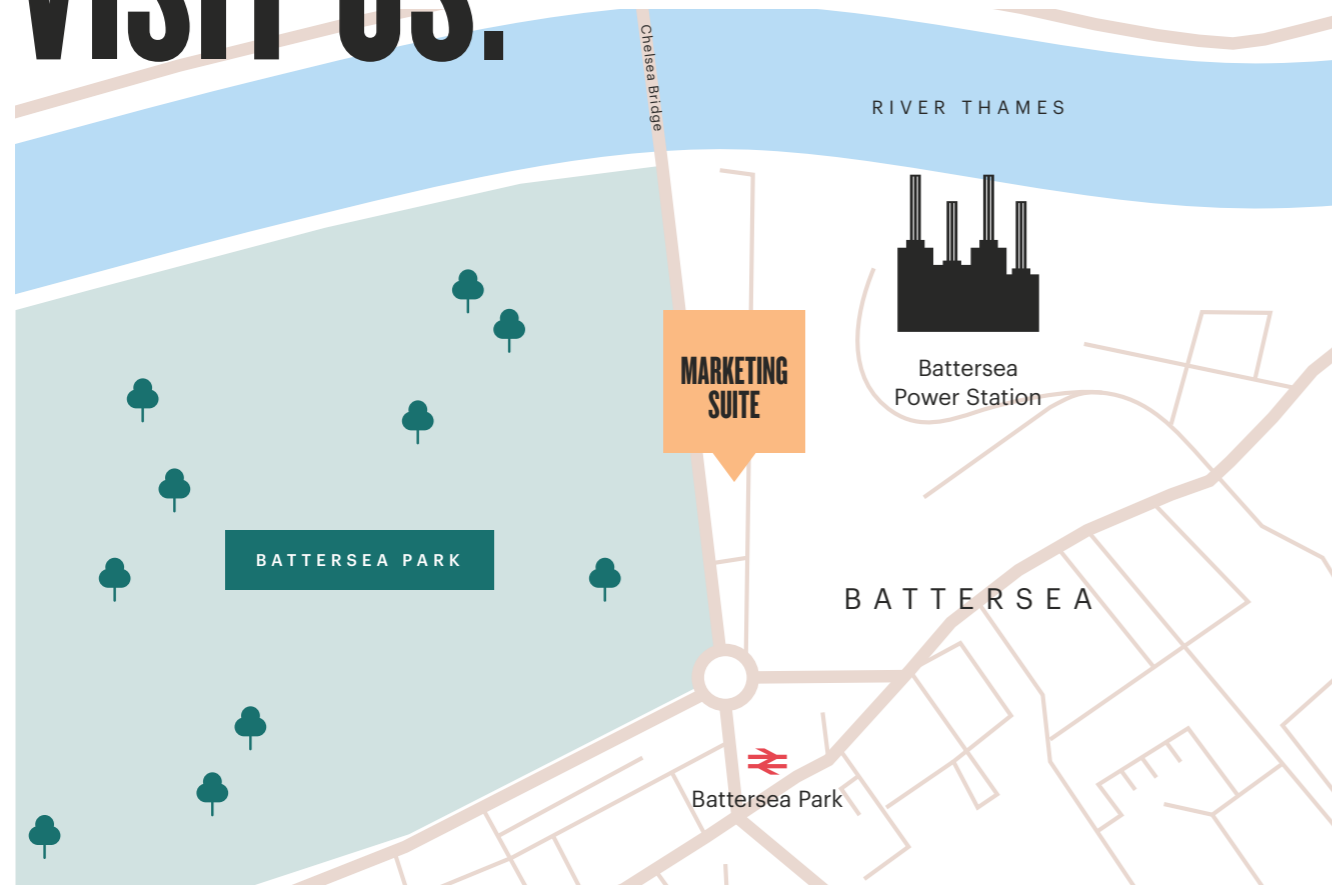 VISIT US.
Chelsea Bridge
RIVER THAMES
MARKETING
SUITE
Battersea
Power Station
BATTERSEA PARK
BATTERSEA
Battersea Park